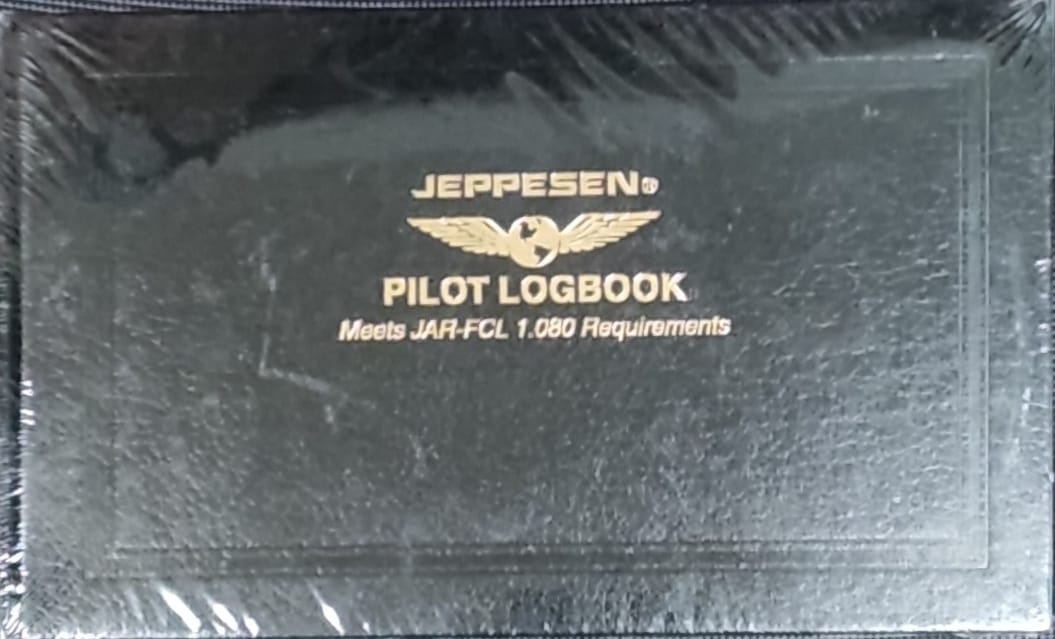 JEPPESEN®
PILOT LOGBOOK
Meets JAR-FCL 1.080 Requirements